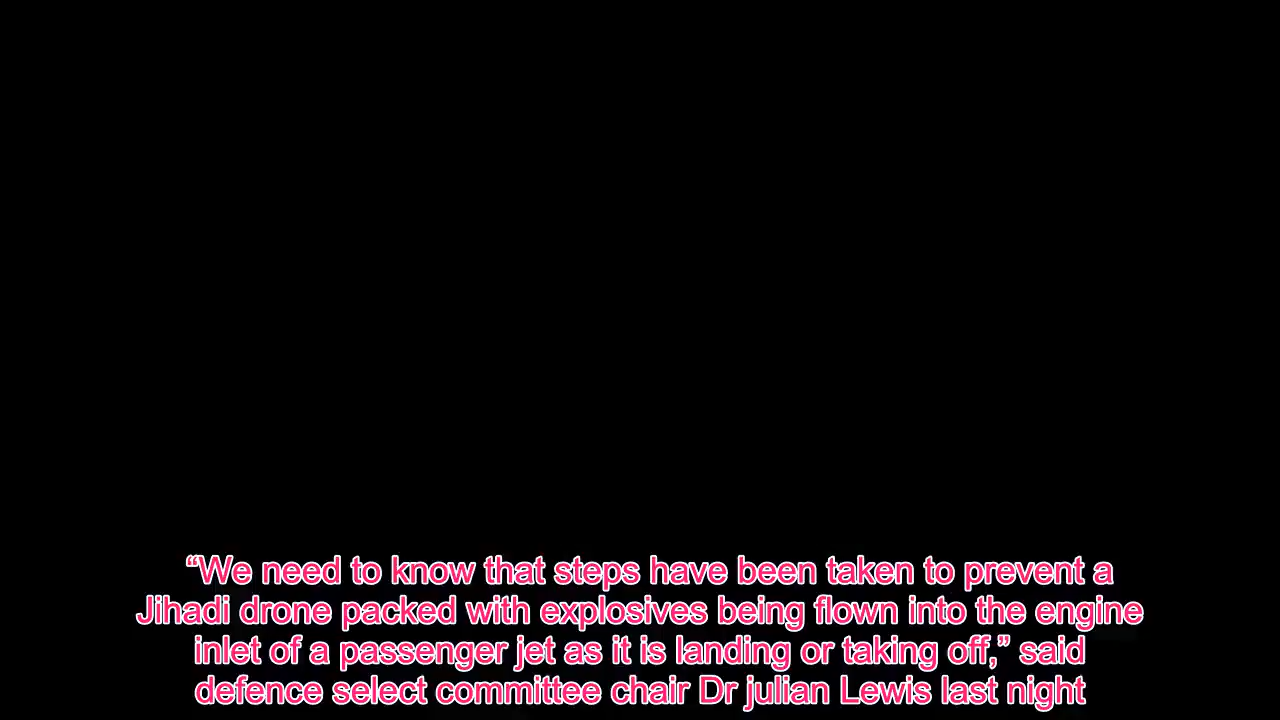 “We need to know that steps have been taken to prevent a
Jihadi drone packed with explosives being flown into the engine
inlet of a passenger jet as it is landing or taking off,” said
defence select committee chair Dr julian Lewis last night